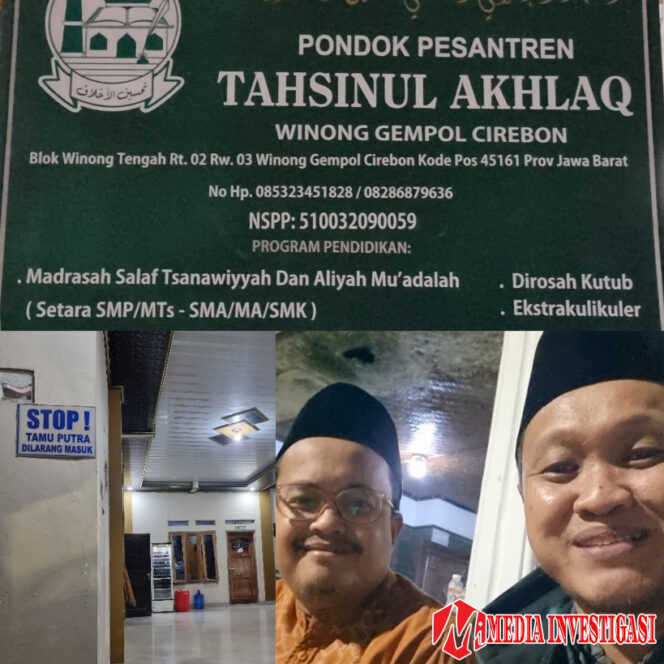 تحسين الأخلاق
PONDOK PESANTREN
TAHSINUL AKHLAQ
WINONG GEMPOL CIREBON
Blok Winong Tengah Rt. 02 Rw. 03 Winong Gempol Cirebon Kode Pos 45161 Prov Jawa Barat
No Hp. 085323451828 / 08286879636
NSPP: 510032090059
PROGRAM PENDIDIKAN:
. Madrasah Salaf Tsanawiyyah Dan Aliyah Mu'adalah
( Setara SMP/MTs - SMA/MA/SMK )
. Dirosah Kutub
. Ekstrakulikuler
STOP !
TAMU PUTRA
DILARANG MASUK
MEDIA INVESTIGASI